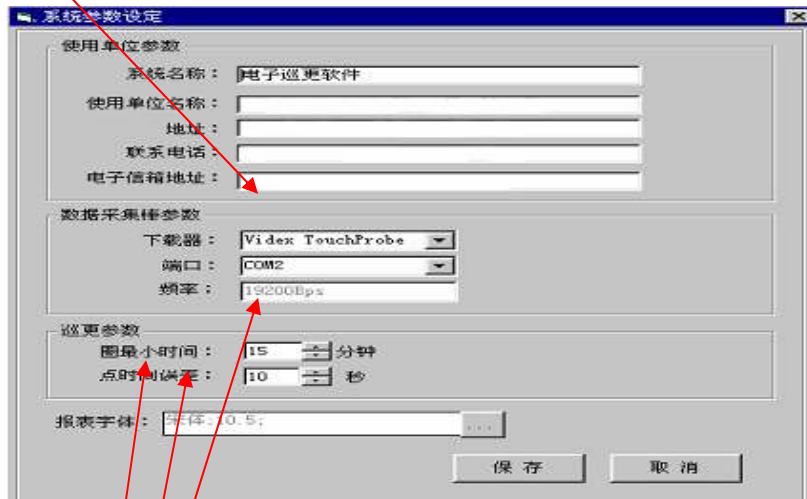 系统参数设定
使用单位参数
系统名称： 电子巡更软件
使用单位名称：
地址：
联系电话：
电子信箱地址：
数据采集棒参数
下载器： Videx TouchProbe
端口： COM2
频率： 19200Bps
巡更参数
圈最小时间： 15 分钟
点时间误差： 10 秒
报表字体： 宋体;10.5; ...
保存 取消